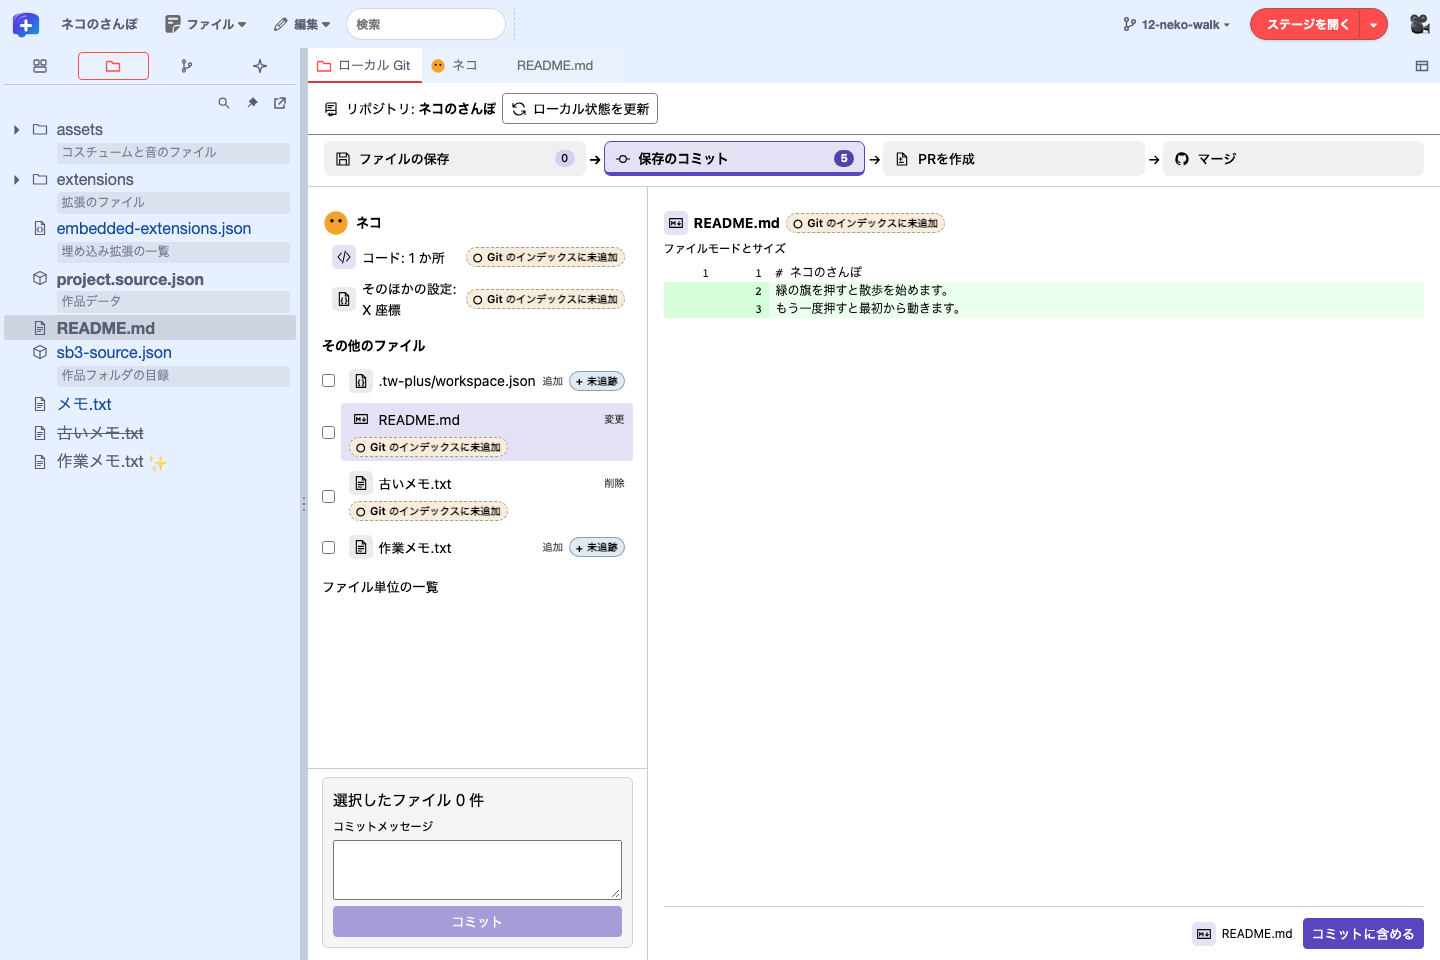 ネコのさんぽ
ファイル
編集
検索
12-neko-walk
ステージを開く
ローカル Git
ネコ
README.md
リポジトリ: ネコのさんぽ
ローカル状態を更新
ファイルの保存 0
保存のコミット 5
PRを作成
マージ
assets
コスチュームと音のファイル
extensions
拡張のファイル
embedded-extensions.json
埋め込み拡張の一覧
project.source.json
作品データ
README.md
sb3-source.json
作品フォルダの目録
メモ.txt
古いメモ.txt
作業メモ.txt
ネコ
コード: 1 か所
Git のインデックスに未追加
そのほかの設定:
X 座標
Git のインデックスに未追加
その他のファイル
.tw-plus/workspace.json 追加 + 未追跡
README.md 変更
Git のインデックスに未追加
古いメモ.txt 削除
Git のインデックスに未追加
作業メモ.txt 追加 + 未追跡
ファイル単位の一覧
選択したファイル 0 件
コミットメッセージ
コミット
README.md Git のインデックスに未追加
ファイルモードとサイズ
1 1 # ネコのさんぽ
2 緑の旗を押すと散歩を始めます。
3 もう一度押すと最初から動きます。
README.md
コミットに含める